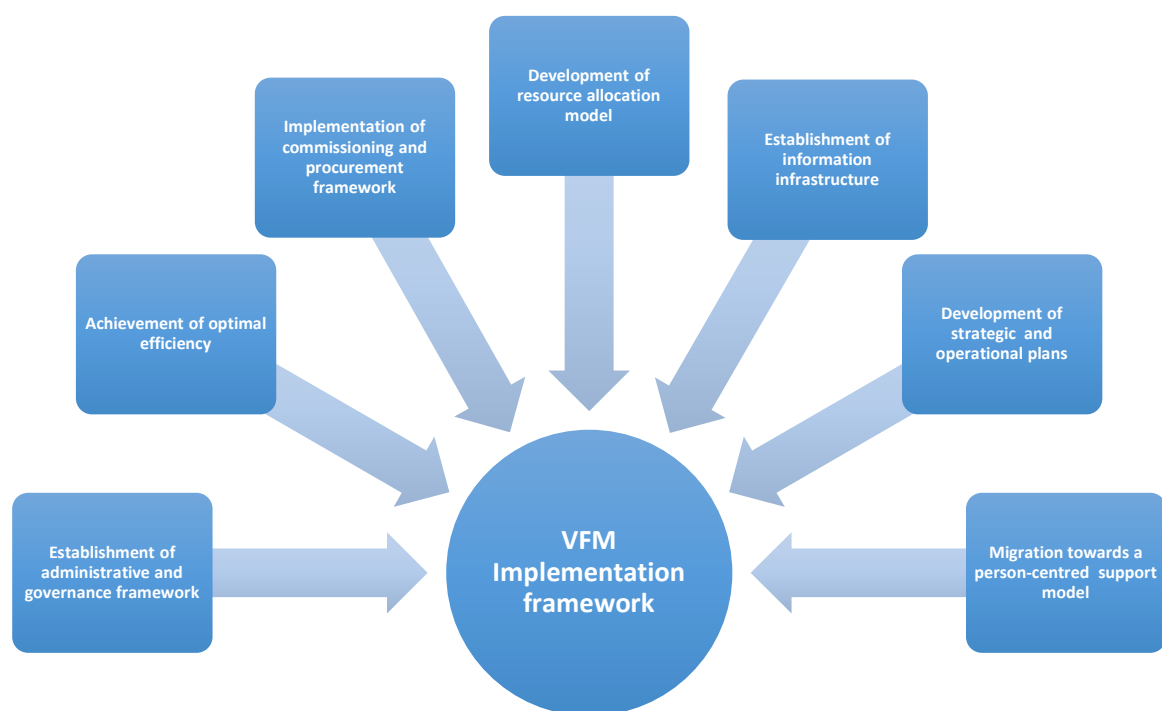 Development of
resource allocation
model
Implementation of
commissioning and
procurement
framework
Establishment of
information
infrastructure
Achievement of optimal
efficiency
Development of
strategic and
operational plans
Establishment of
administrative and
governance framework
VFM
Implementation
framework
Migration towards a
person-centred support
model